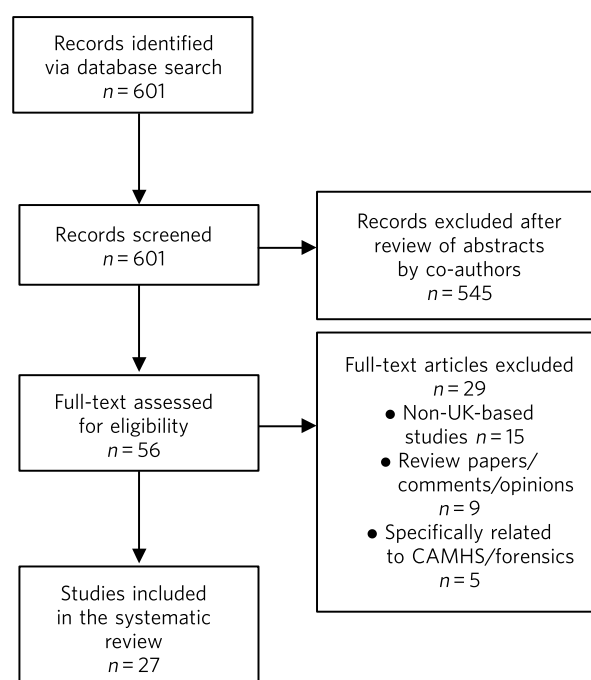 Records identified
via database search
n = 601
Records screened
n = 601
Records excluded after
review of abstracts
by co-authors
n = 545
Full-text assessed
for eligibility
n = 56
Full-text articles excluded
n = 29
● Non-UK-based
studies n = 15
● Review papers/
comments/opinions
n = 9
● Specifically related
to CAMHS/forensics
n = 5
Studies included
in the systematic
review
n = 27